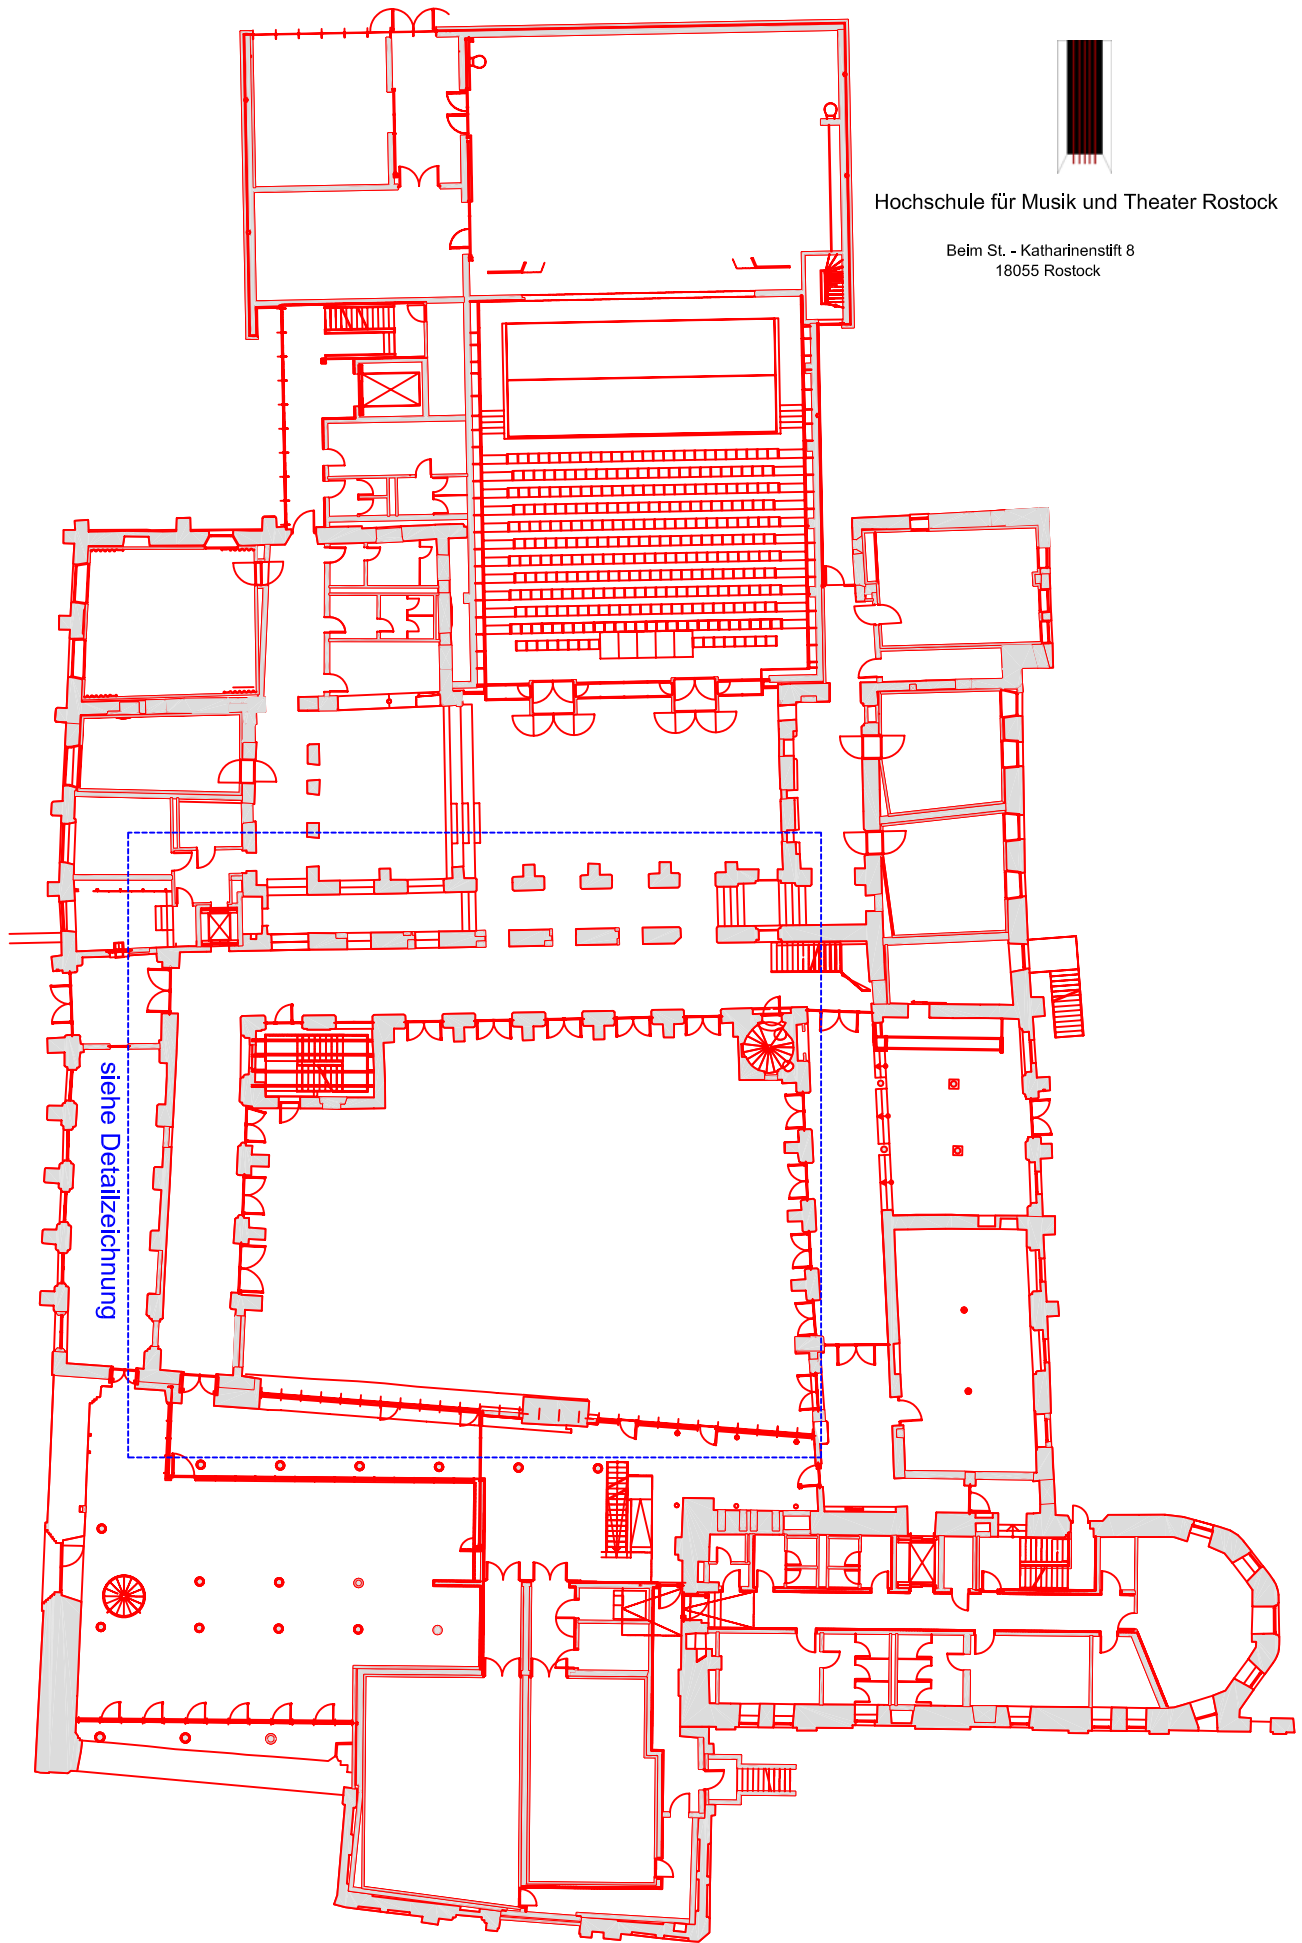 Hochschule für Musik und Theater Rostock
Beim St. - Katharinenstift 8
18055 Rostock
siehe Detailzeichnung